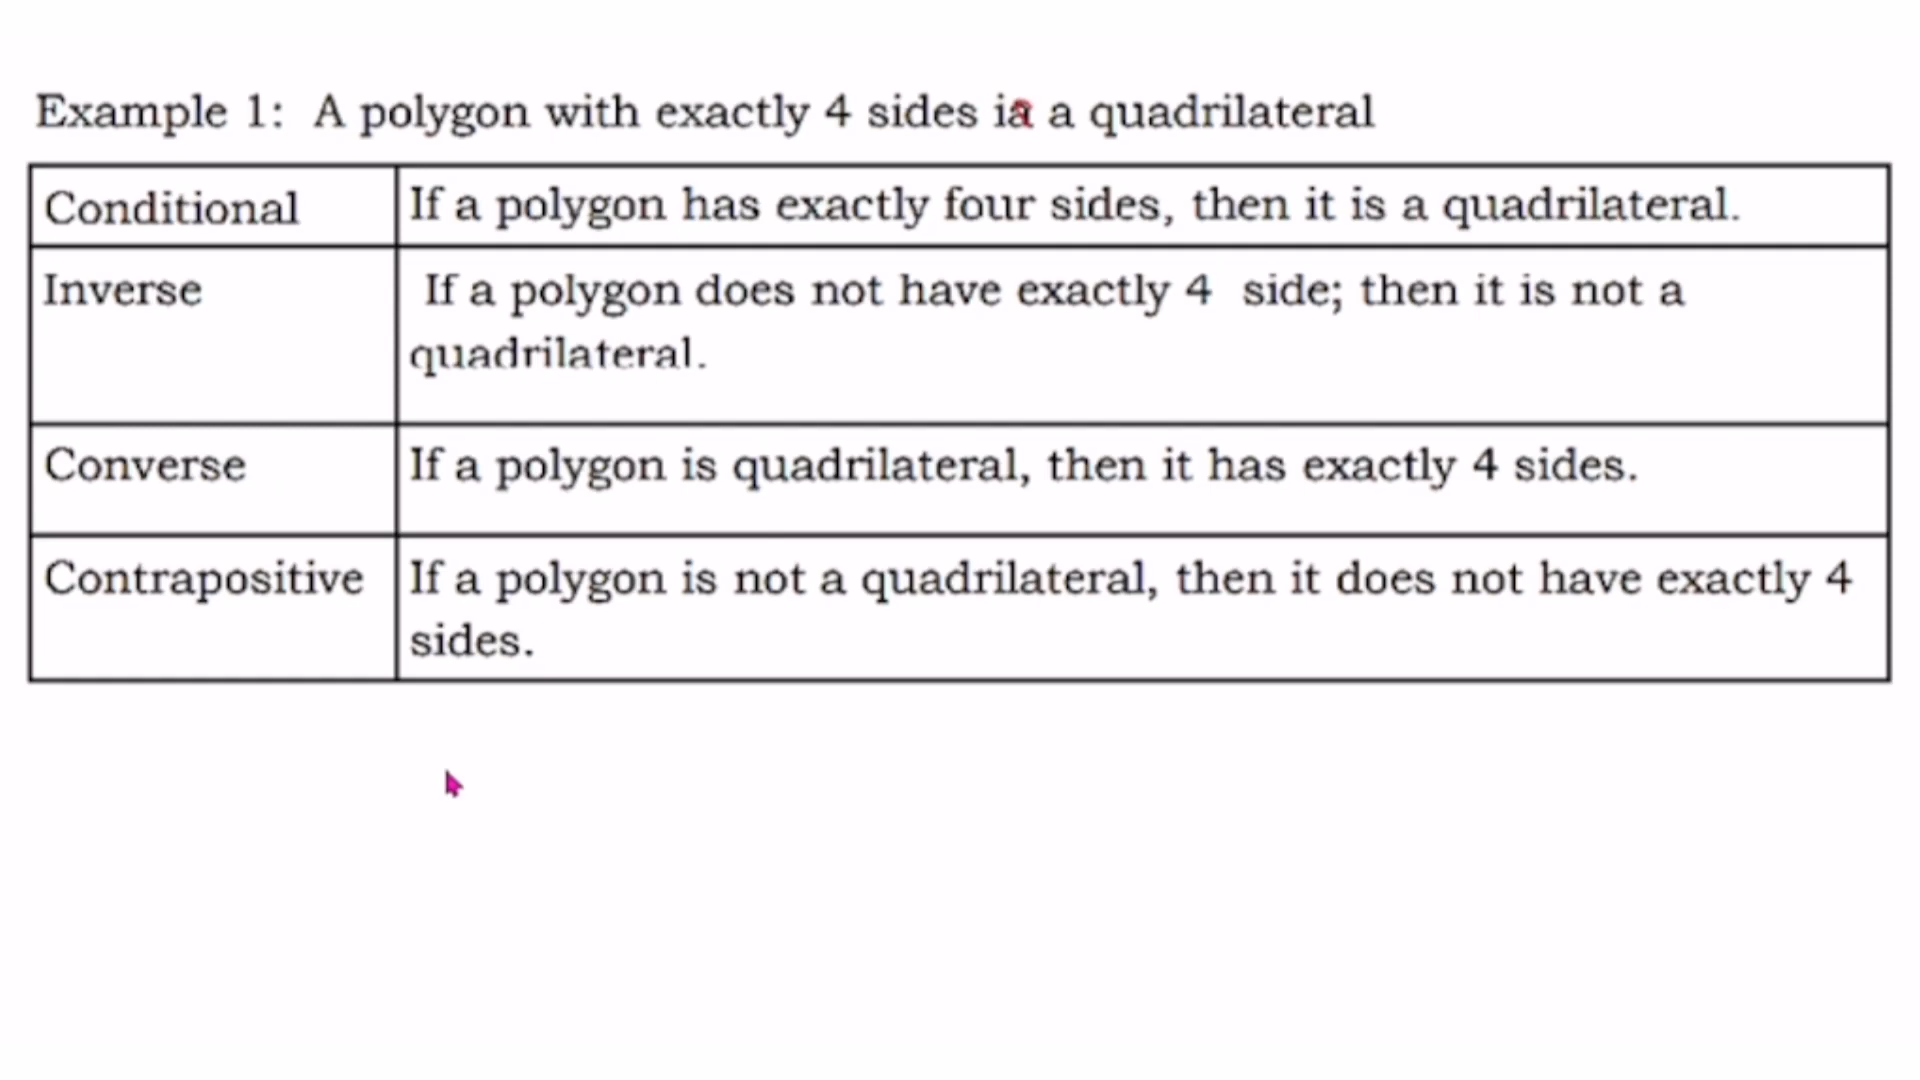 Example 1: A polygon with exactly 4 sides ia a quadrilateral
Conditional
If a polygon has exactly four sides, then it is a quadrilateral.
Inverse
If a polygon does not have exactly 4 side; then it is not a
quadrilateral.
Converse
If a polygon is quadrilateral, then it has exactly 4 sides.
Contrapositive
If a polygon is not a quadrilateral, then it does not have exactly 4
sides.